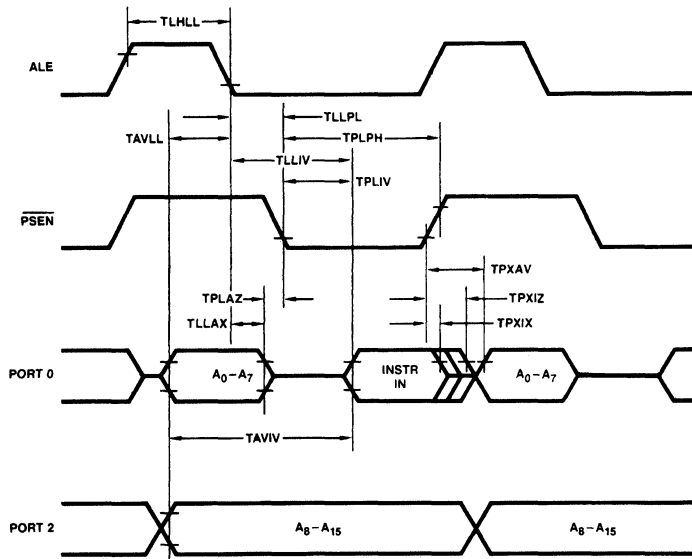 TLHLL
ALE
TLLPL
TAVLL
TPLPH
TLLIV
TPLIV
PSEN
TPXAV
TPLAZ
TPXIZ
TLLAX
TPXIX
PORT 0
A0–A7
INSTR
IN
A0–A7
TAVIV
PORT 2
A8–A15
A8–A15